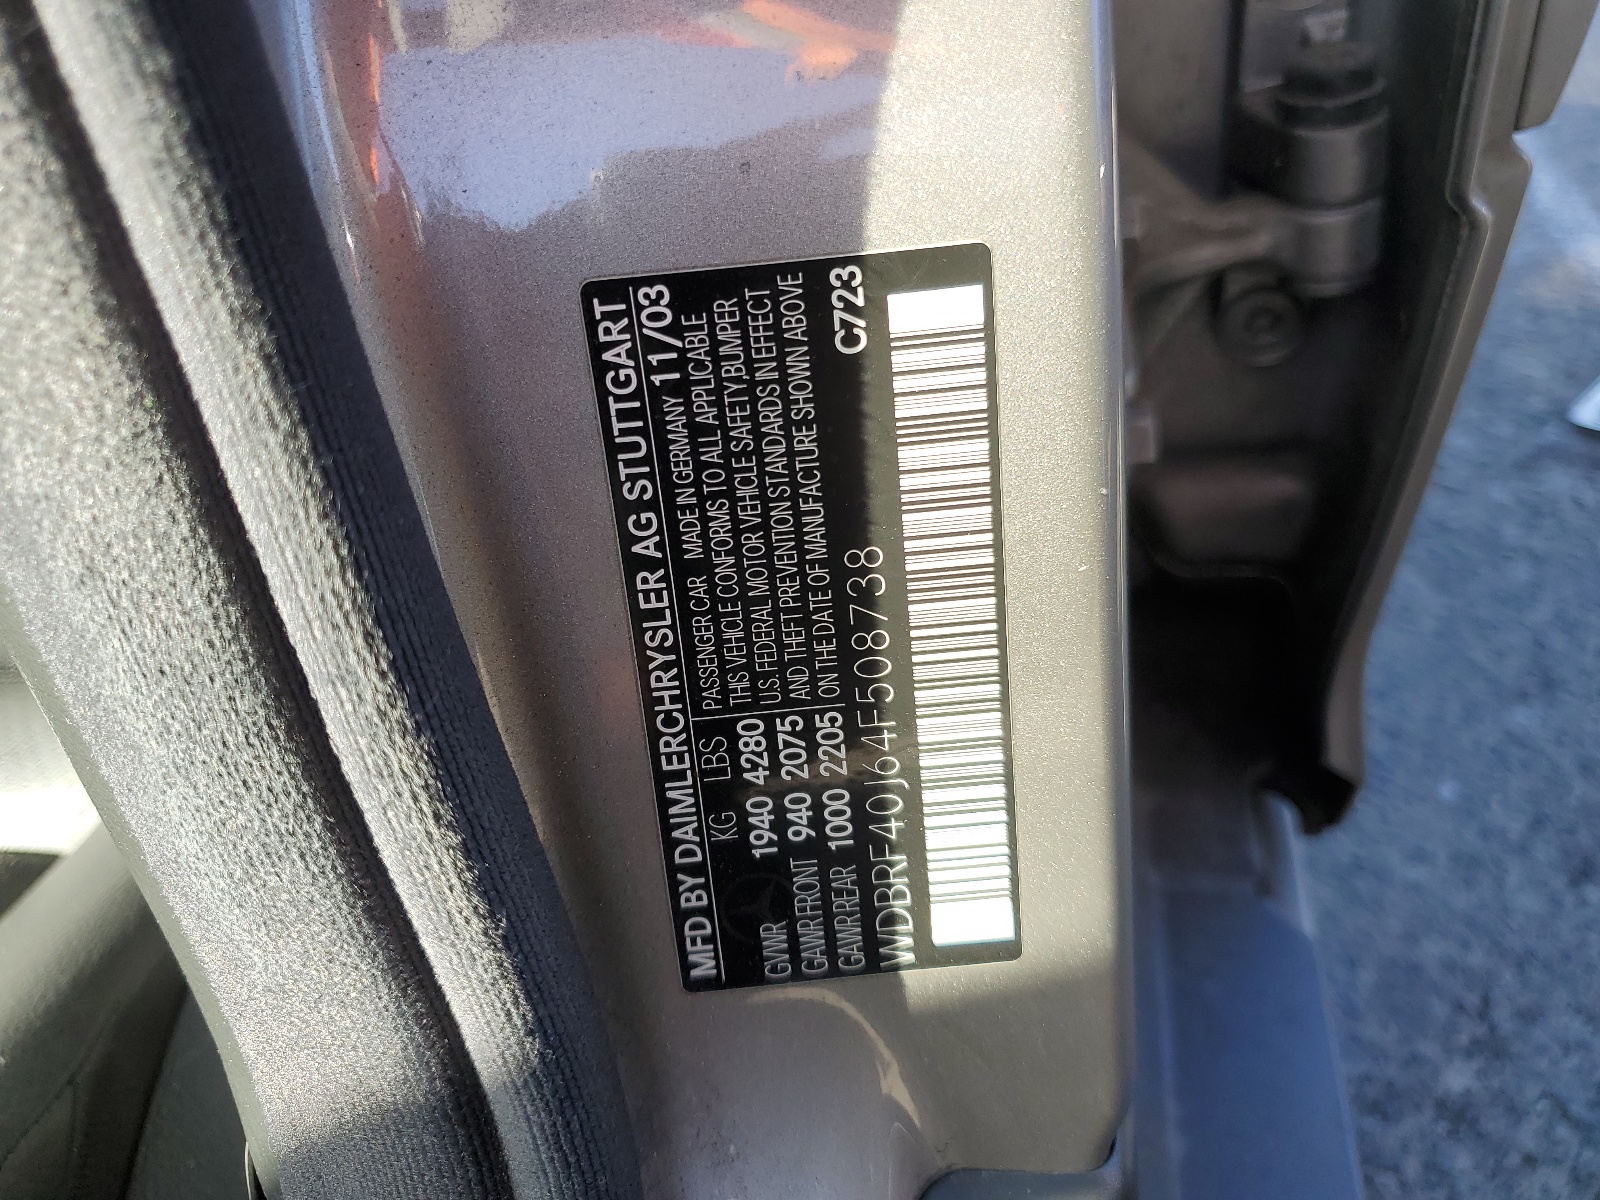 MFD BY DAIMLERCHRYSLER AG STUTTGART
KG LBS PASSENGER CAR MADE IN GERMANY 11/03
GVWR 1940 4280 THIS VEHICLE CONFORMS TO ALL APPLICABLE
U.S. FEDERAL MOTOR VEHICLE SAFETY,BUMPER
GAWR FRONT 940 2075 AND THEFT PREVENTION STANDARDS IN EFFECT
GAWR REAR 1000 2205 ON THE DATE OF MANUFACTURE SHOWN ABOVE
WDBRF40J64F508738 C723